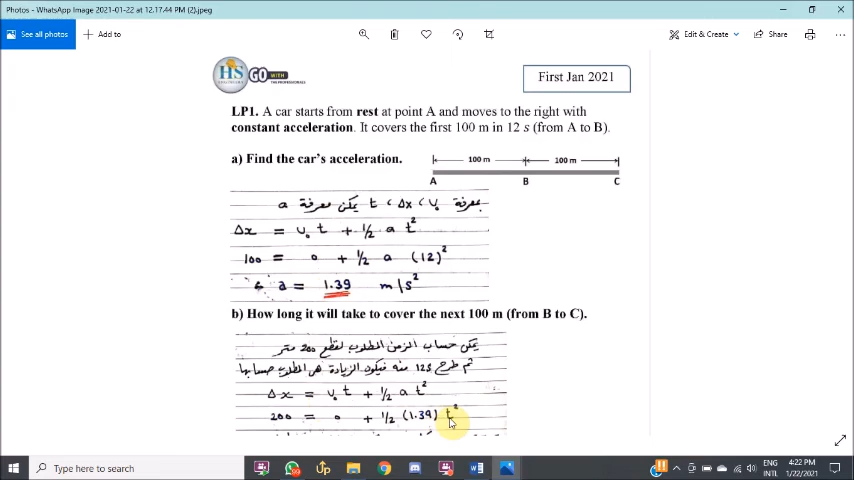 Photos - WhatsApp Image 2021-01-22 at 12.17.44 PM (2).jpeg
See all photos
Add to
Edit & Create
Share
HS GO WITH
THE PROFESSIONALS
First Jan 2021
LP1. A car starts from rest at point A and moves to the right with
constant acceleration. It covers the first 100 m in 12 s (from A to B).
a) Find the car's acceleration.
100 m 100 m
A B C
بمعرفة V₀ , Δx , t يمكن معرفة a
Δx = V₀ t + 1/2 a t²
100 = 0 + 1/2 a (12)²
a = 1.39 m/s²
b) How long it will take to cover the next 100 m (from B to C).
يمكن حساب الزمن المطلوب لقطع 200 متر
ثم طرح 12s منه فيكون الزيادة هى المطلوب حسابها
Δx = V₀ t + 1/2 a t²
200 = 0 + 1/2 (1.39) t²
Type here to search
ENG
INTL
4:22 PM
1/22/2021